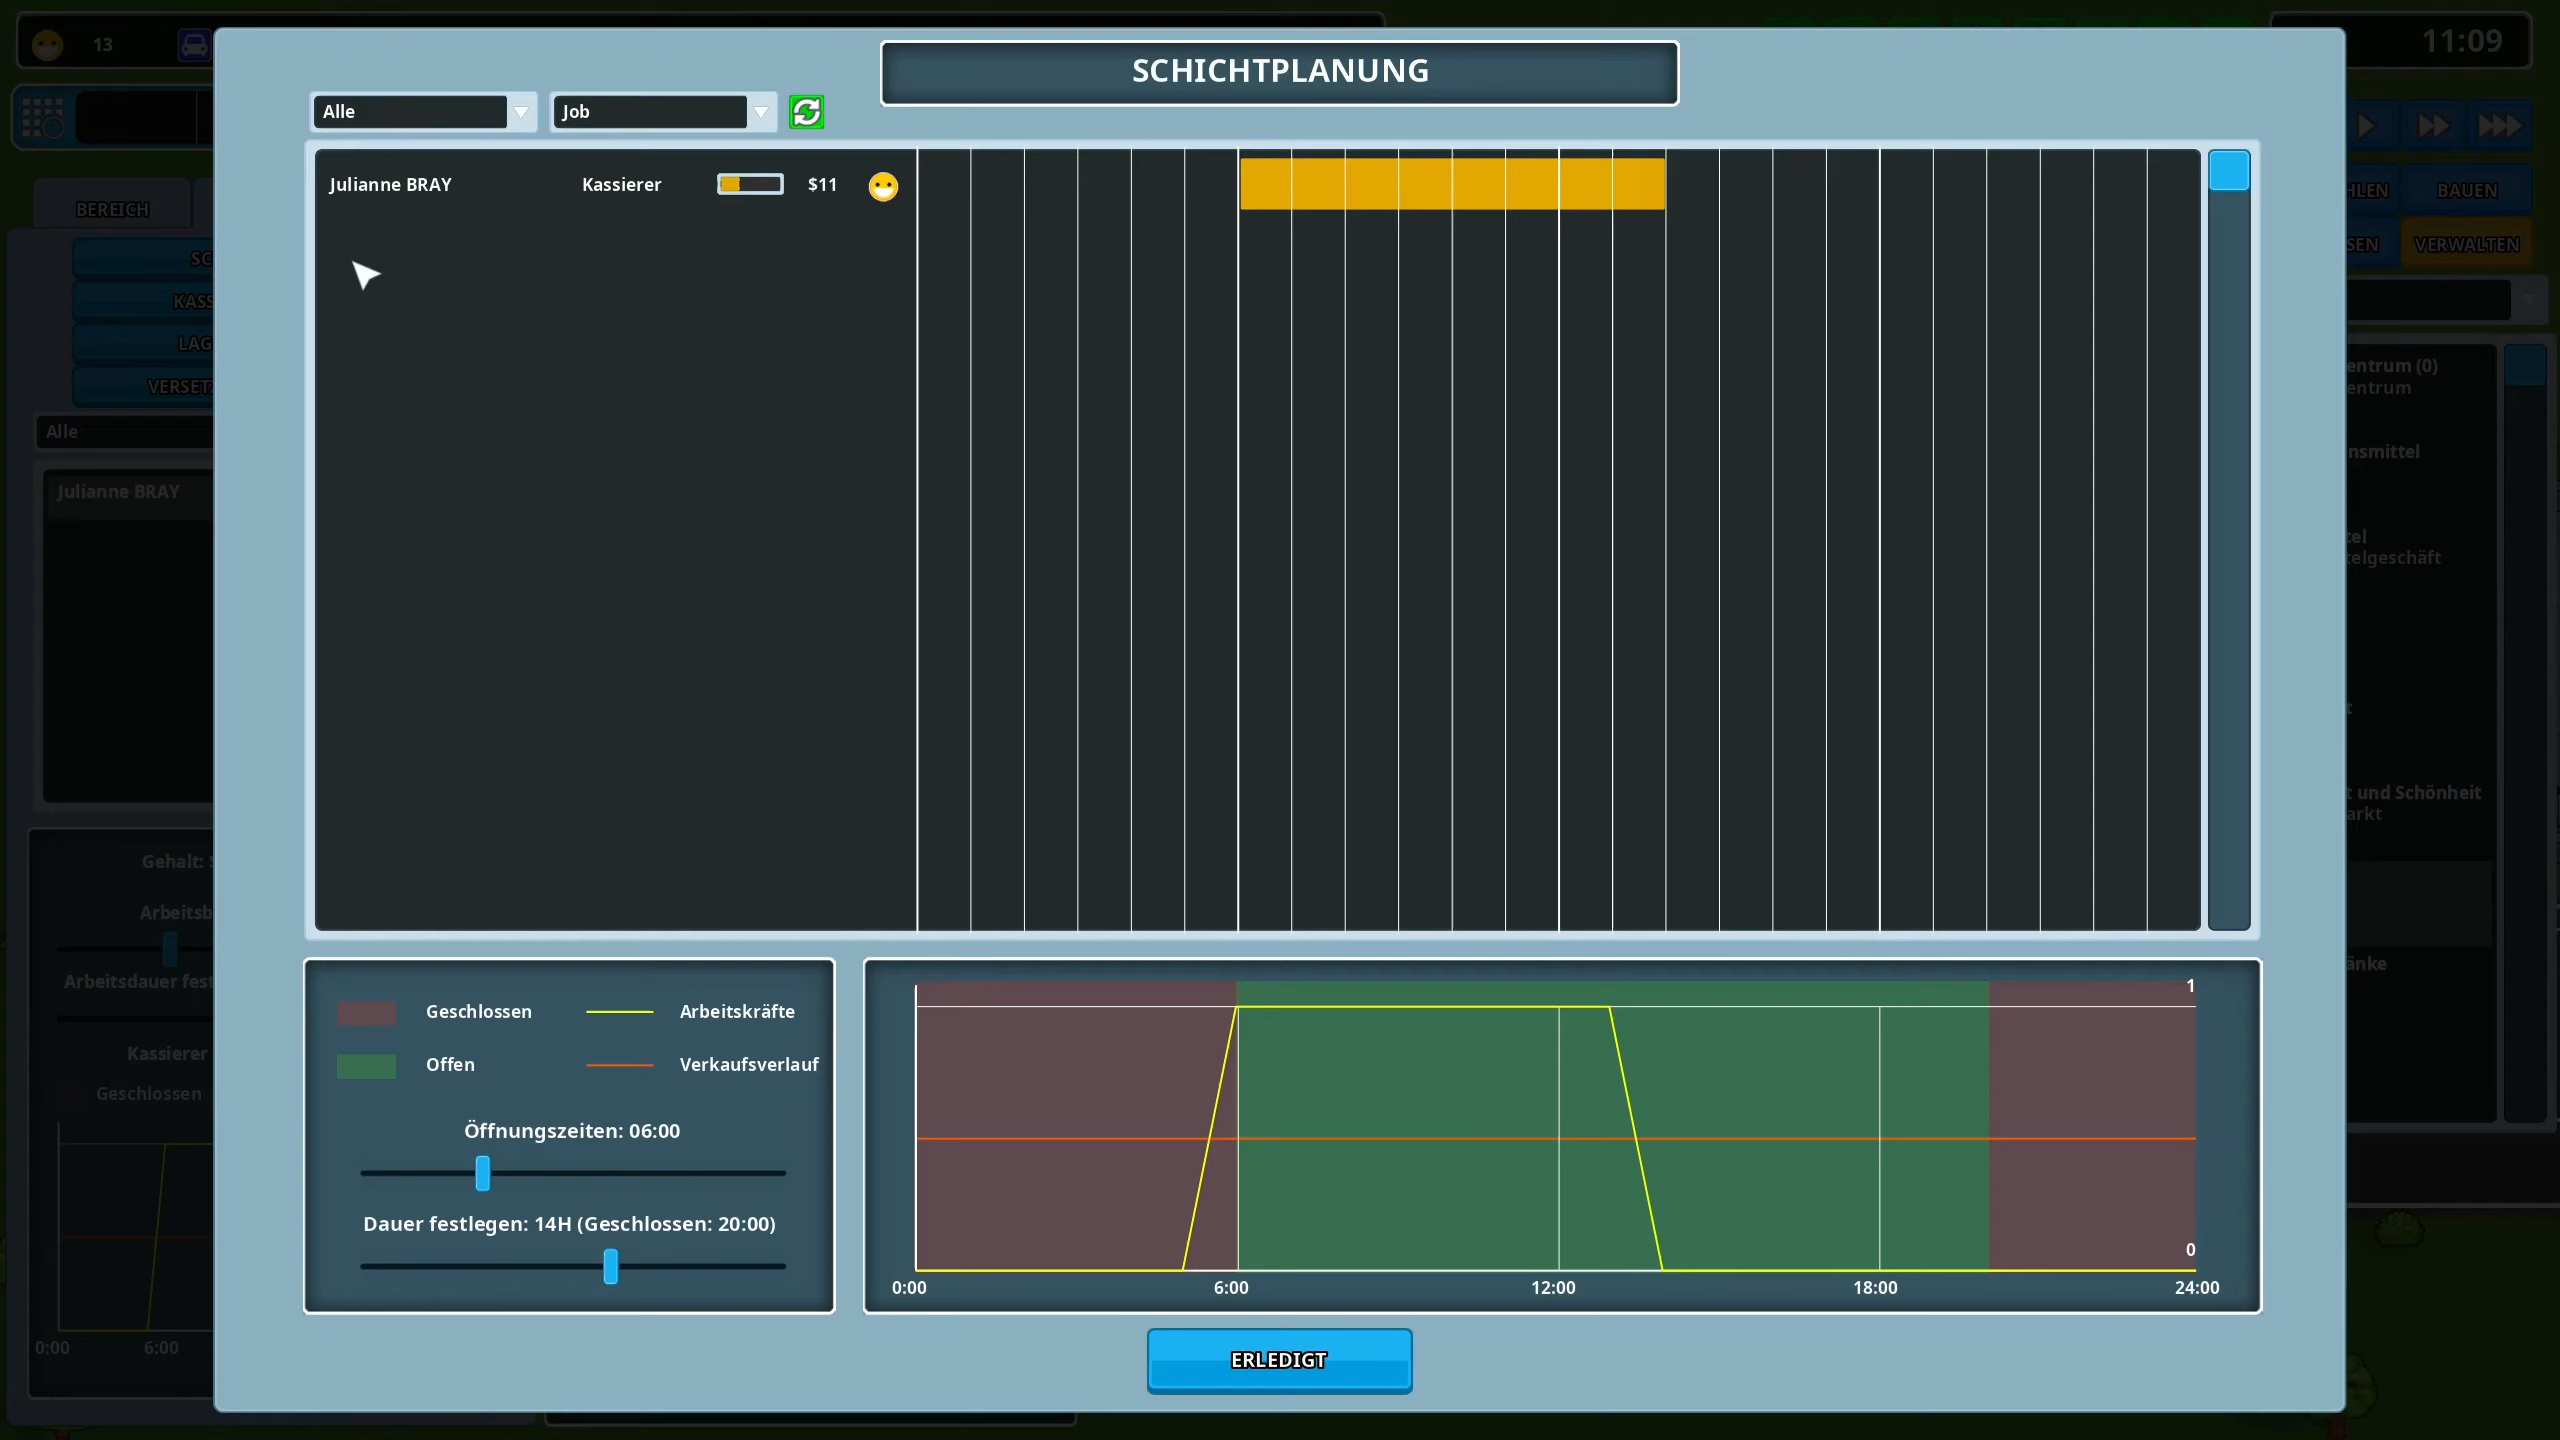 13
11:09
SCHICHTPLANUNG
Alle
Job
Julianne BRAY
Kassierer
$11
BEREICH
BAUEN
VERWALTEN
Alle
Julianne BRAY
Gehalt:
Kassierer
Geschlossen
0:00
6:00
Geschlossen
Arbeitskräfte
Offen
Verkaufsverlauf
Öffnungszeiten: 06:00
Dauer festlegen: 14H (Geschlossen: 20:00)
1
0
0:00
6:00
12:00
18:00
24:00
ERLEDIGT